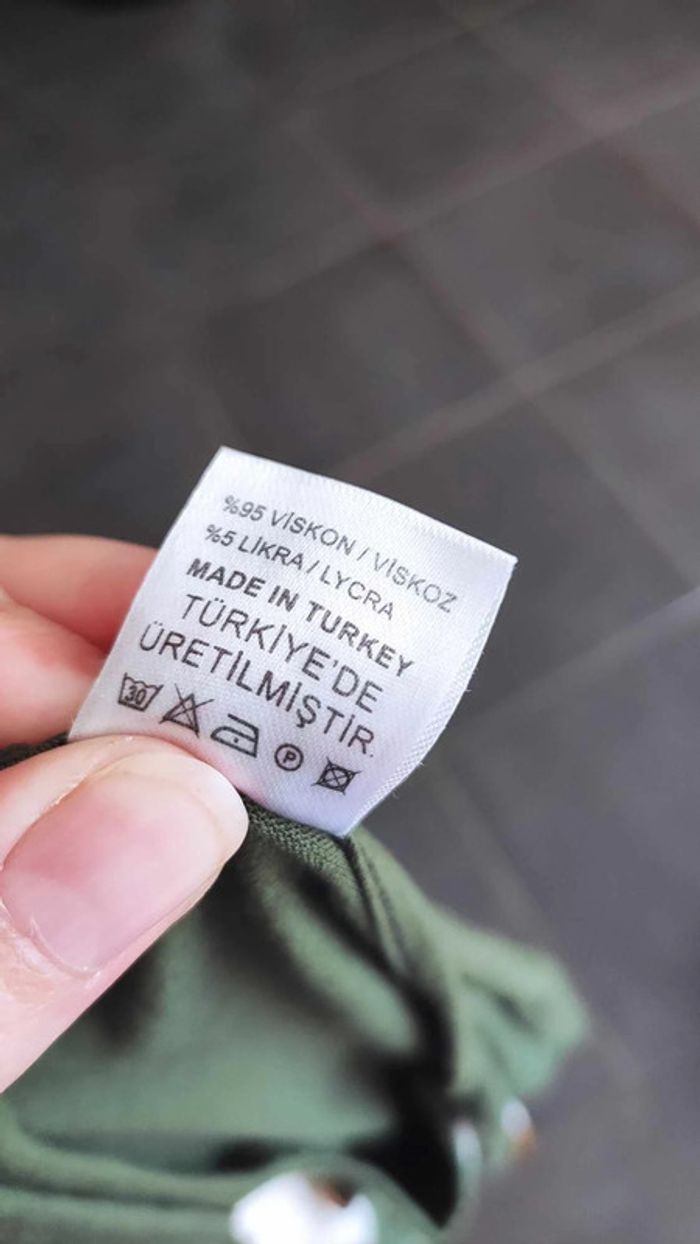 %95 VİSKON / VİSKOZ
%5 LİKRA / LYCRA
MADE IN TURKEY
TÜRKİYE'DE
ÜRETİLMİŞTİR.
30 P